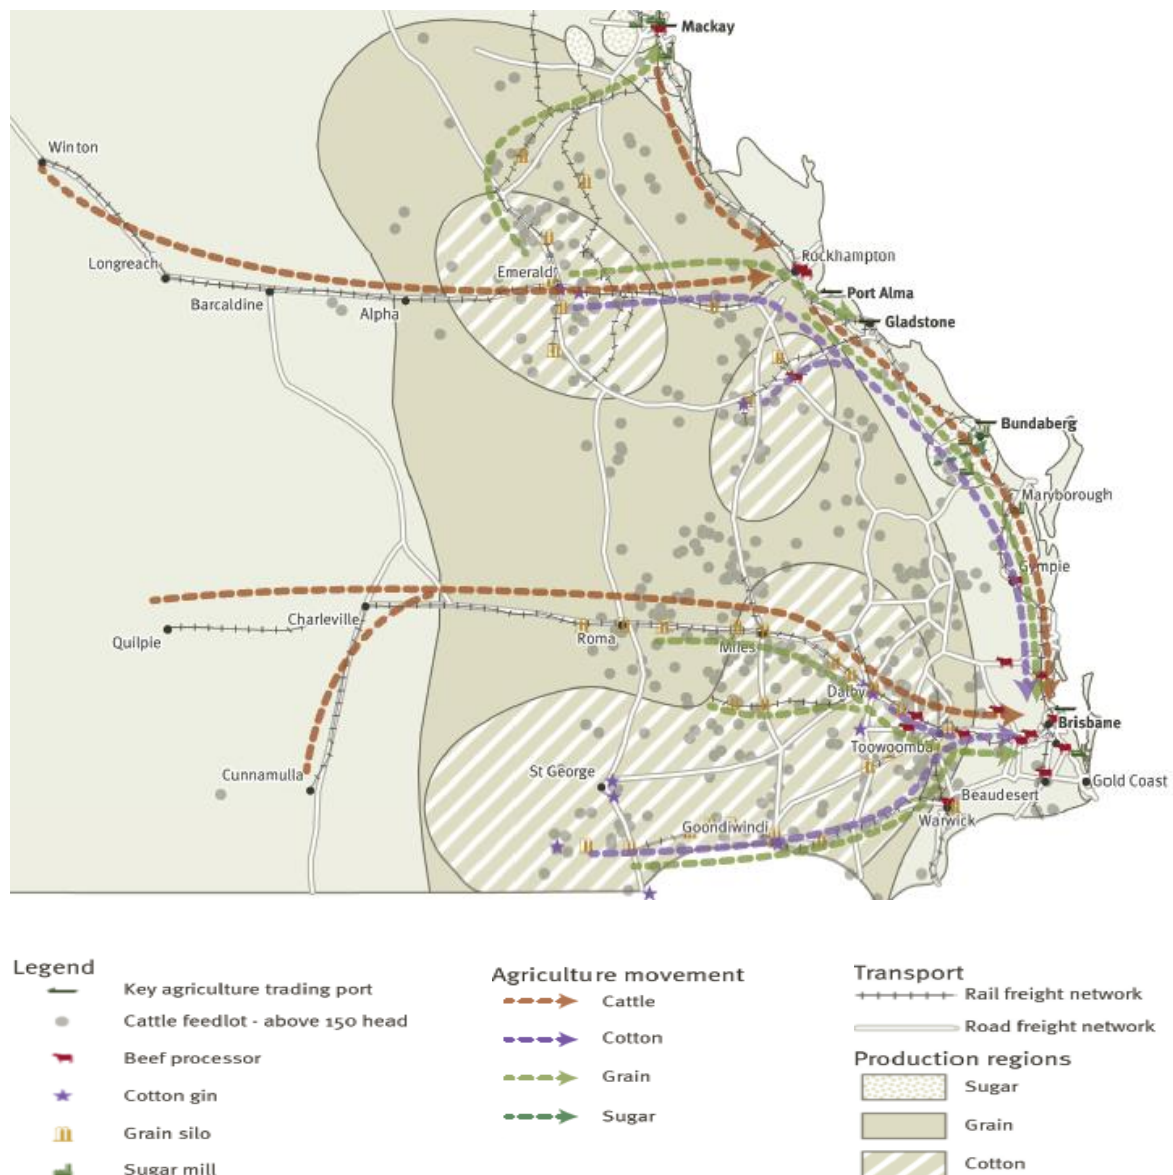 Mackay
Winton
Longreach
Barcaldine
Alpha
Emerald
Rockhampton
Port Alma
Gladstone
Bundaberg
Maryborough
Gympie
Quilpie
Charleville
Roma
Miles
Dalby
Brisbane
Toowoomba
Cunnamulla
St George
Beaudesert
Gold Coast
Goondiwindi
Warwick
Legend
Key agriculture trading port
Cattle feedlot - above 150 head
Beef processor
Cotton gin
Grain silo
Sugar mill
Agriculture movement
Cattle
Cotton
Grain
Sugar
Transport
Rail freight network
Road freight network
Production regions
Sugar
Grain
Cotton